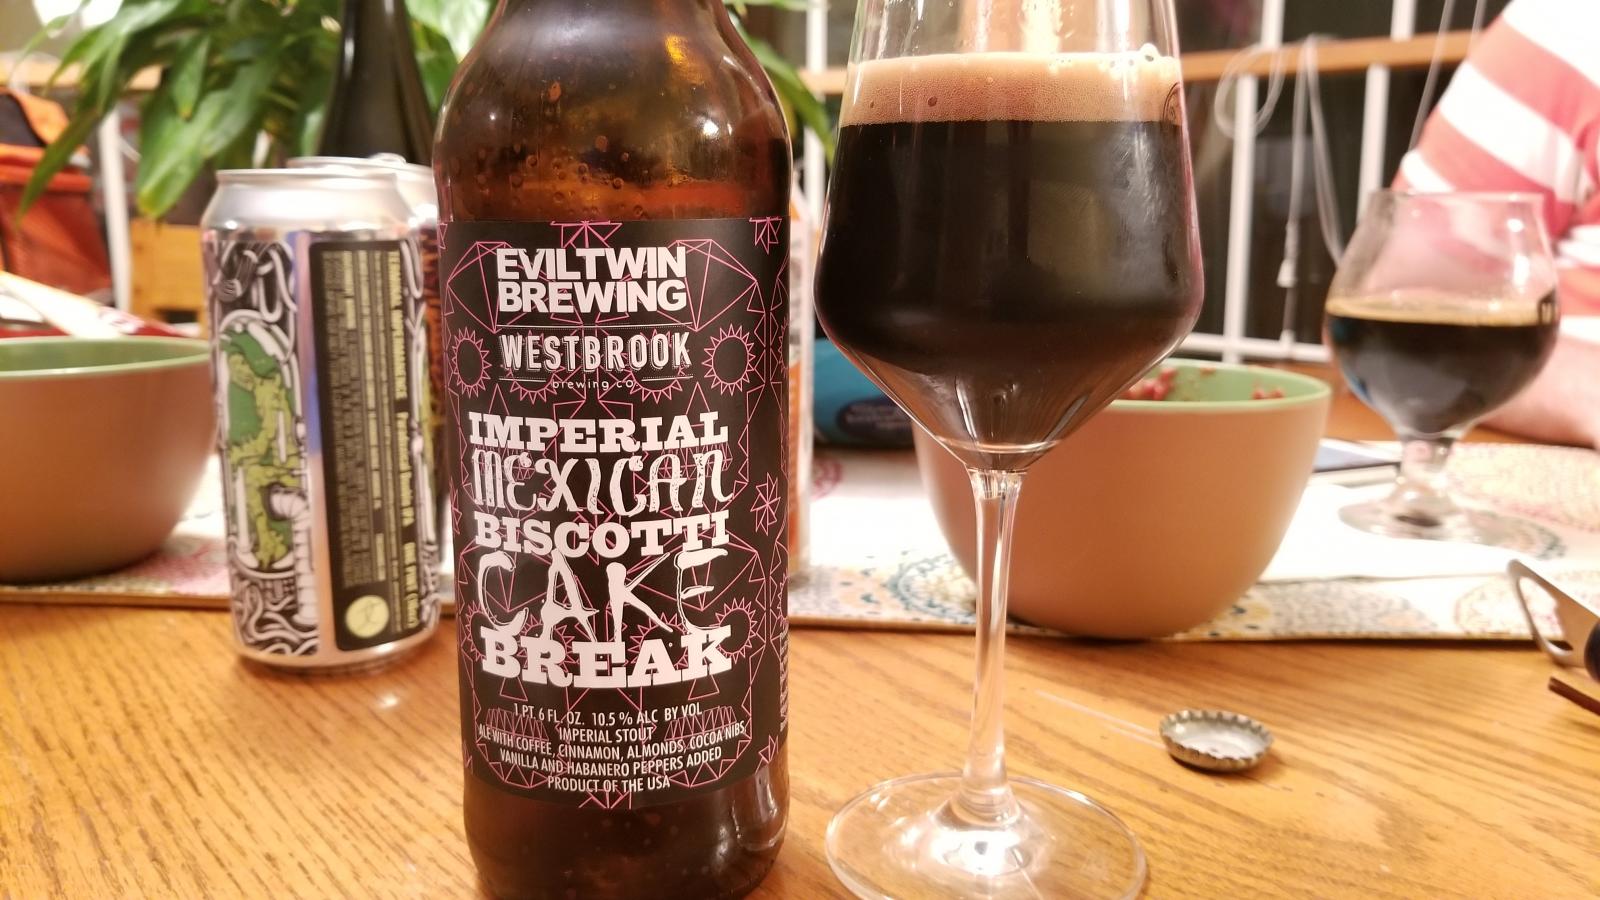 EVILTWIN
BREWING
WESTBROOK
brewing co
IMPERIAL
MEXICAN
BISCOTTI
CAKE
BREAK
1 PT. 6 FL. OZ. 10.5 % ALC BY VOL
IMPERIAL STOUT
ALE WITH COFFEE, CINNAMON, ALMONDS, COCOA NIBS
VANILLA AND HABANERO PEPPERS ADDED
PRODUCT OF THE USA